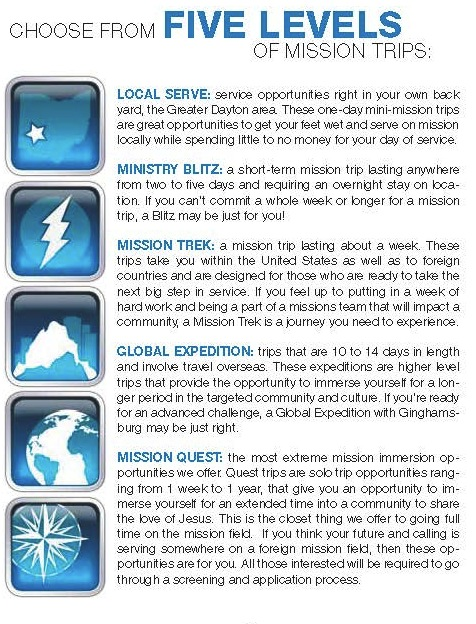 CHOOSE FROM FIVE LEVELS
OF MISSION TRIPS:
LOCAL SERVE: service opportunities right in your own back
yard, the Greater Dayton area. These one-day mini-mission trips
are great opportunities to get your feet wet and serve on mission
locally while spending little to no money for your day of service.
MINISTRY BLITZ: a short-term mission trip lasting anywhere
from two to five days and requiring an overnight stay on loca-
tion. If you can't commit a whole week or longer for a mission
trip, a Blitz may be just for you!
MISSION TREK: a mission trip lasting about a week. These
trips take you within the United States as well as to foreign
countries and are designed for those who are ready to take the
next big step in service. If you feel up to putting in a week of
hard work and being a part of a missions team that will impact a
community, a Mission Trek is a journey you need to experience.
GLOBAL EXPEDITION: trips that are 10 to 14 days in length
and involve travel overseas. These expeditions are higher level
trips that provide the opportunity to immerse yourself for a lon-
ger period in the targeted community and culture. If you're ready
for an advanced challenge, a Global Expedition with Ginghams-
burg may be just right.
MISSION QUEST: the most extreme mission immersion op-
portunities we offer. Quest trips are solo trip opportunities rang-
ing from 1 week to 1 year, that give you an opportunity to im-
merse yourself for an extended time into a community to share
the love of Jesus. This is the closet thing we offer to going full
time on the mission field. If you think your future and calling is
serving somewhere on a foreign mission field, then these op-
portunities are for you. All those interested will be required to go
through a screening and application process.